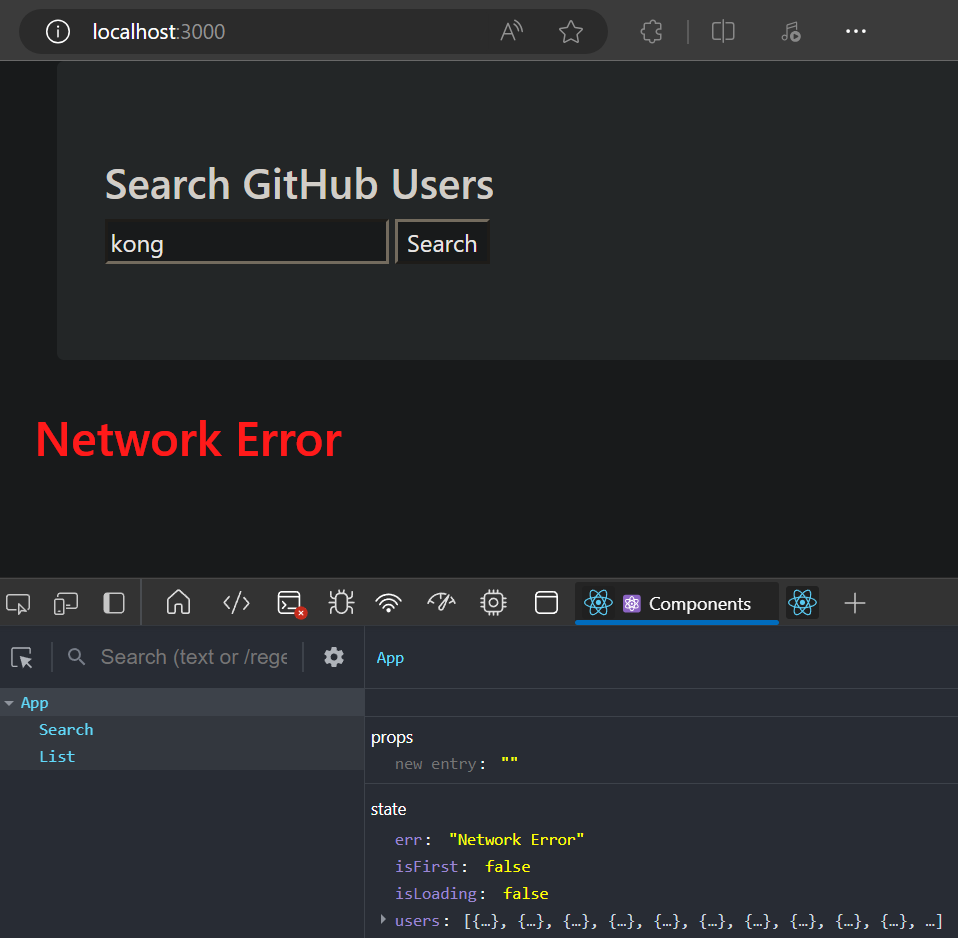 localhost:3000
Search GitHub Users
kong Search
Network Error
Components
Search (text or /rege
App
App
Search
List
props
new entry: ""
state
err: "Network Error"
isFirst: false
isLoading: false
users: [{…}, {…}, {…}, {…}, {…}, {…}, {…}, {…}, {…}, {…}, …]